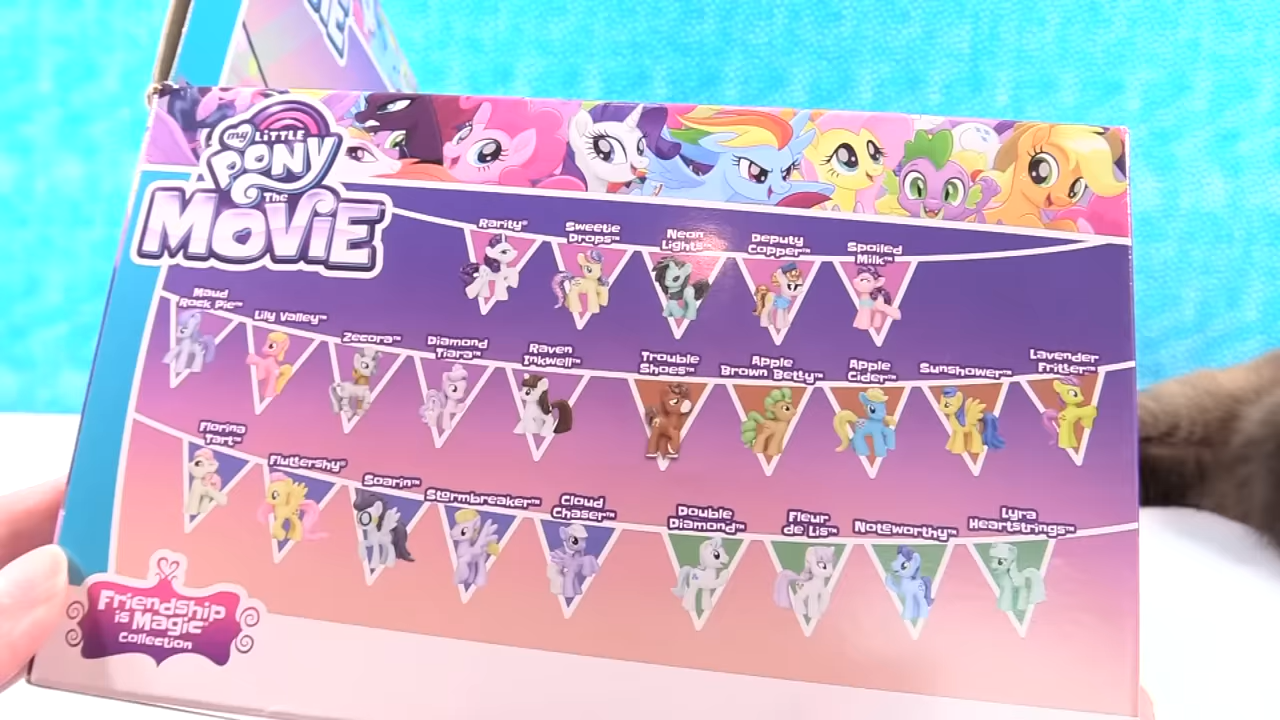 my LITTLE
PONY
The
MOVIE
Rarity®
Sweetie
Drops™
Neon
Lights™
Deputy
Copper™
Spoiled
Milk™
Maud
Rock Pie™
Lily Valley™
Zecora™
Diamond
Tiara™
Raven
Inkwell™
Trouble
Shoes™
Apple
Brown Betty™
Apple
Cider™
Sunshower™
Lavender
Fritter™
Florina
Tart™
Fluttershy®
Soarin™
Stormbreaker™
Cloud
Chaser™
Double
Diamond™
Fleur
de Lis™
Noteworthy™
Lyra
Heartstrings™
Friendship
is Magic®
Collection